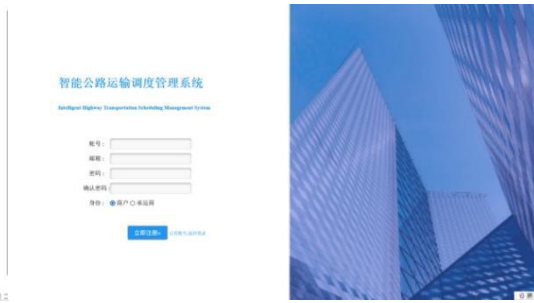 智能公路运输调度管理系统
Intelligent Highway Transportation Scheduling Management System
账号：
邮箱：
密码：
确认密码：
身份： 商户 承运商
立即注册»